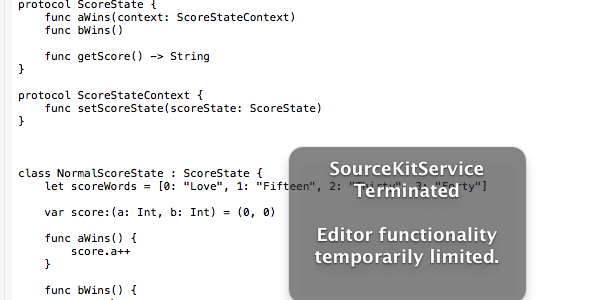 protocol ScoreState {
    func aWins(context: ScoreStateContext)
    func bWins()
    func getScore() -> String
}
protocol ScoreStateContext {
    func setScoreState(scoreState: ScoreState)
}
class NormalScoreState : ScoreState {
    let scoreWords = [0: "Love", 1: "Fifteen", 2: "Thirty", 3: "Forty"]
    var score:(a: Int, b: Int) = (0, 0)
    func aWins() {
        score.a++
    }
    func bWins() {
SourceKitService
Terminated
Editor functionality
temporarily limited.